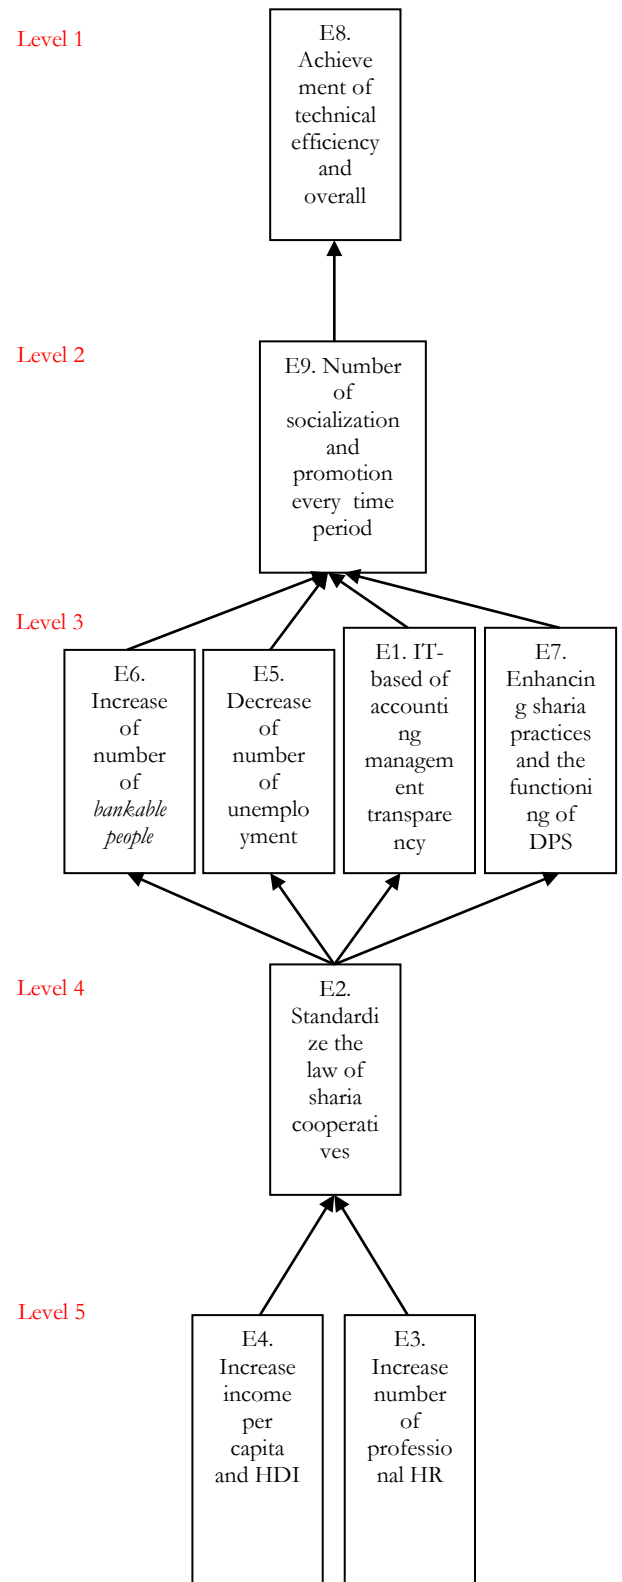 Level 1
E8.
Achieve
ment of
technical
efficiency
and
overall
Level 2
E9. Number
of
socialization
and
promotion
every time
period
Level 3
E6.
Increase
of
number
of
bankable
people
E5.
Decrease
of
number
of
unemplo
yment
E1. IT-
based of
accounti
ng
managem
ent
transpare
ncy
E7.
Enhancin
g sharia
practices
and the
functioni
ng of
DPS
Level 4
E2.
Standardi
ze the
law of
sharia
cooperati
ves
Level 5
E4.
Increase
income
per
capita
and HDI
E3.
Increase
number
of
professio
nal HR